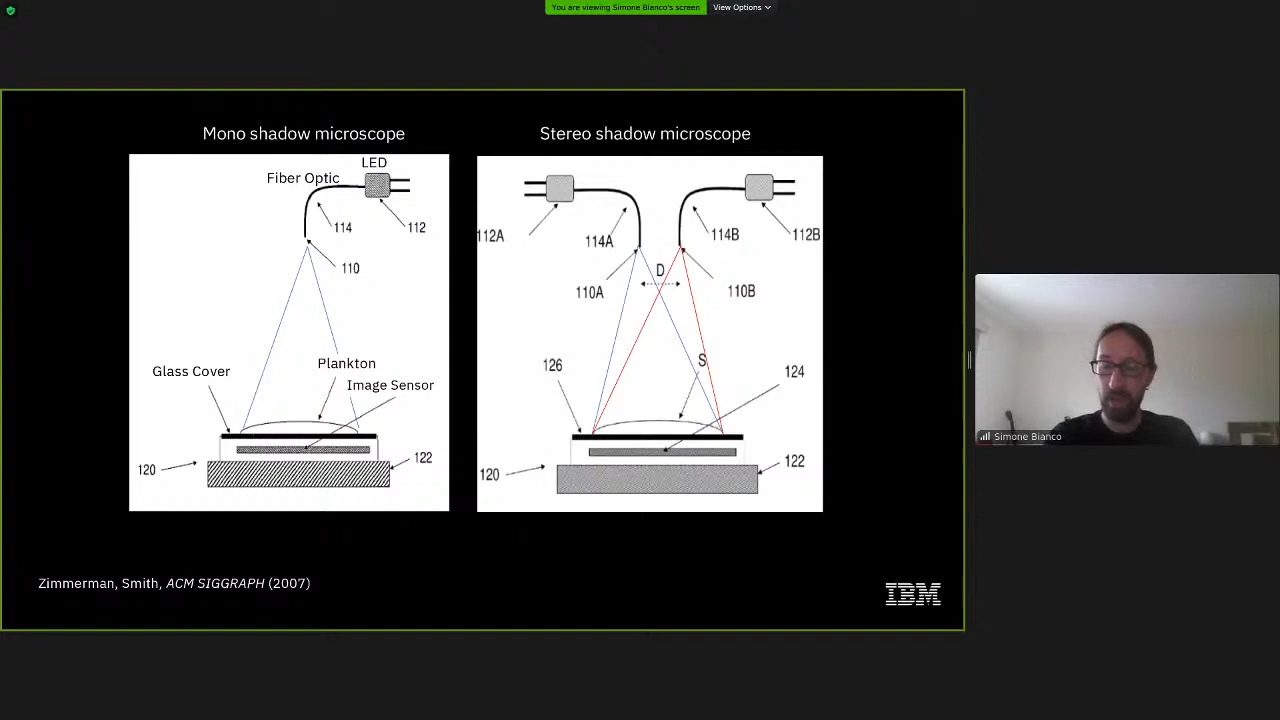 You are viewing Simone Bianco's screen View Options
Mono shadow microscope
LED
Fiber Optic
114
112
110
Plankton
Glass Cover
Image Sensor
120
122
Stereo shadow microscope
112A
114A
114B
112B
D
110A
110B
S
126
124
120
122
Simone Bianco
Zimmerman, Smith, ACM SIGGRAPH (2007)
IBM